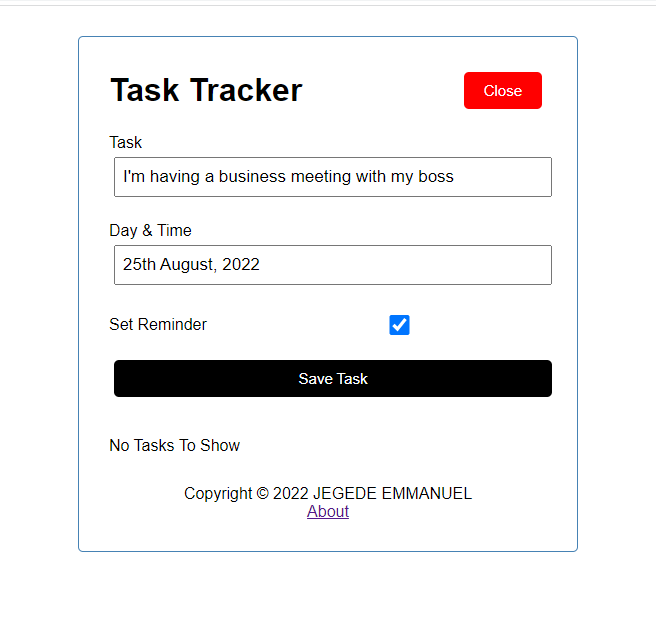 Task Tracker
Close
Task
I'm having a business meeting with my boss
Day & Time
25th August, 2022
Set Reminder
Save Task
No Tasks To Show
Copyright © 2022 JEGEDE EMMANUEL
About